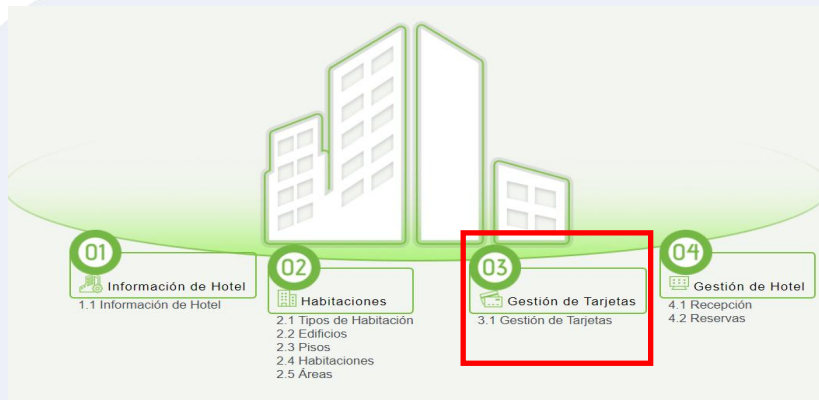 01
Información de Hotel
1.1 Información de Hotel
02
Habitaciones
2.1 Tipos de Habitación
2.2 Edificios
2.3 Pisos
2.4 Habitaciones
2.5 Áreas
03
Gestión de Tarjetas
3.1 Gestión de Tarjetas
04
Gestión de Hotel
4.1 Recepción
4.2 Reservas